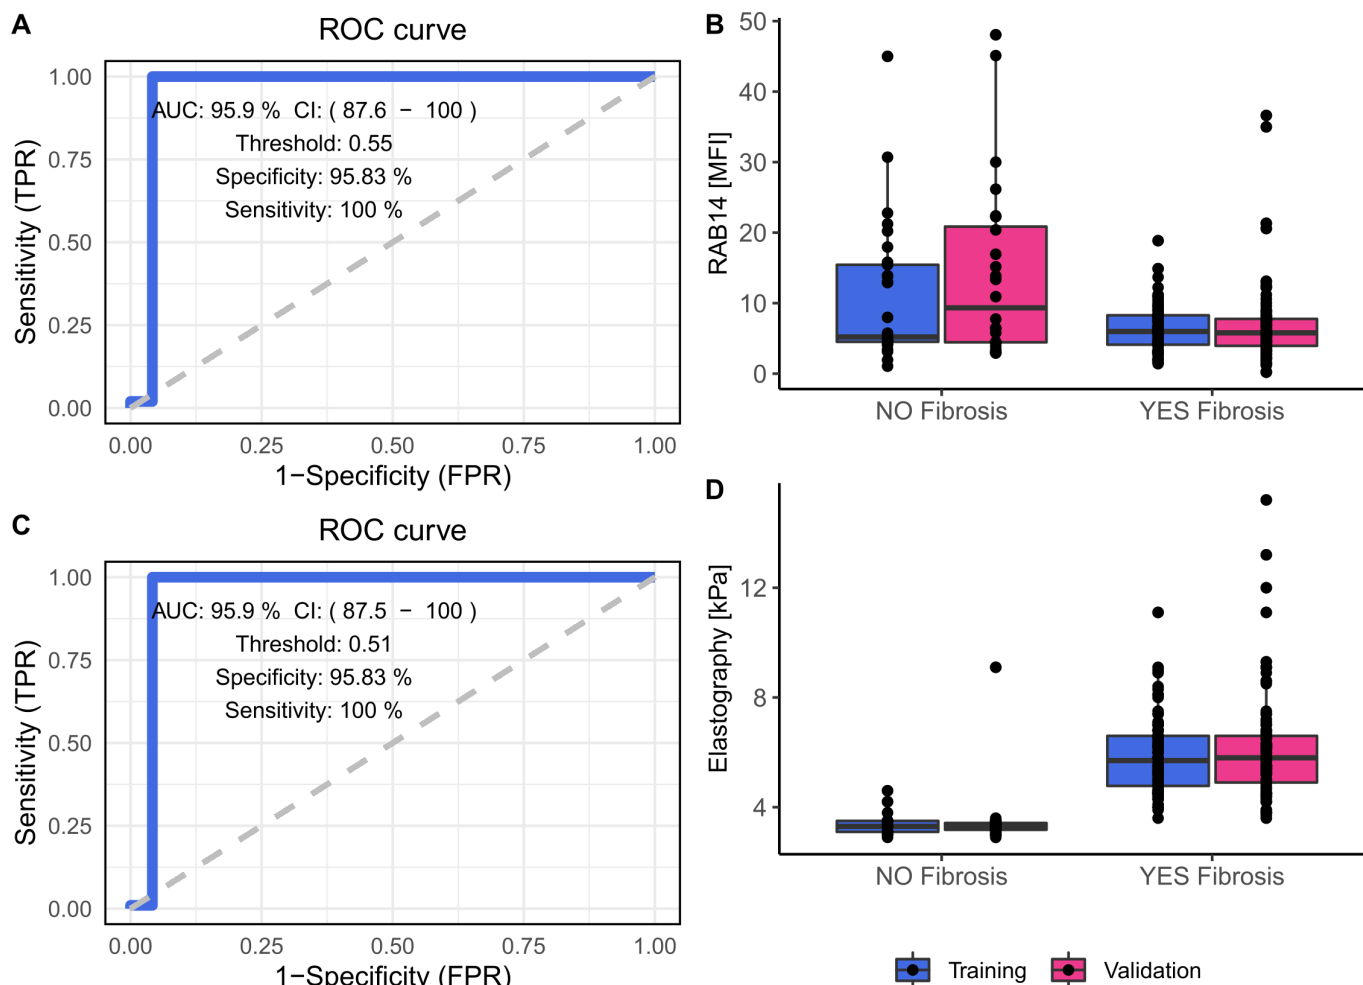 A
ROC curve
Sensitivity (TPR)
1.00
0.75
0.50
0.25
0.00
AUC: 95.9 % CI: ( 87.6 − 100 )
Threshold: 0.55
Specificity: 95.83 %
Sensitivity: 100 %
0.00 0.25 0.50 0.75 1.00
1−Specificity (FPR)
B
RAB14 [MFI]
50
40
30
20
10
0
NO Fibrosis YES Fibrosis
C
ROC curve
Sensitivity (TPR)
1.00
0.75
0.50
0.25
0.00
AUC: 95.9 % CI: ( 87.5 − 100 )
Threshold: 0.51
Specificity: 95.83 %
Sensitivity: 100 %
0.00 0.25 0.50 0.75 1.00
1−Specificity (FPR)
D
Elastography [kPa]
12
8
4
NO Fibrosis YES Fibrosis
Training Validation